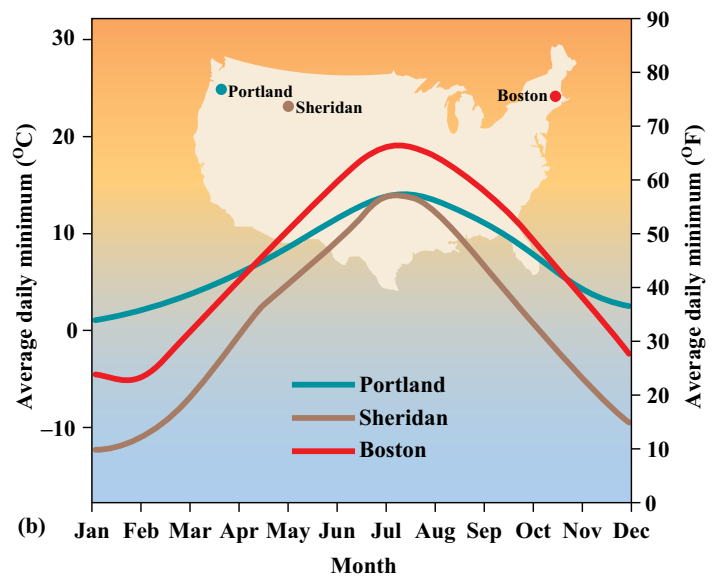 30
20
10
0
–10
Average daily minimum (ºC)
90
80
70
60
50
40
30
20
10
0
Average daily minimum (ºF)
Portland
Sheridan
Boston
Portland
Sheridan
Boston
(b)
Jan Feb Mar Apr May Jun Jul Aug Sep Oct Nov Dec
Month